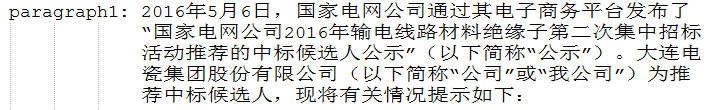 paragraph1: 2016年5月6日，国家电网公司通过其电子商务平台发布了
“国家电网公司2016年输电线路材料绝缘子第二次集中招标
活动推荐的中标候选人公示”（以下简称“公示”）。大连电
瓷集团股份有限公司（以下简称“公司”或“我公司”）为推
荐中标候选人，现将有关情况提示如下：